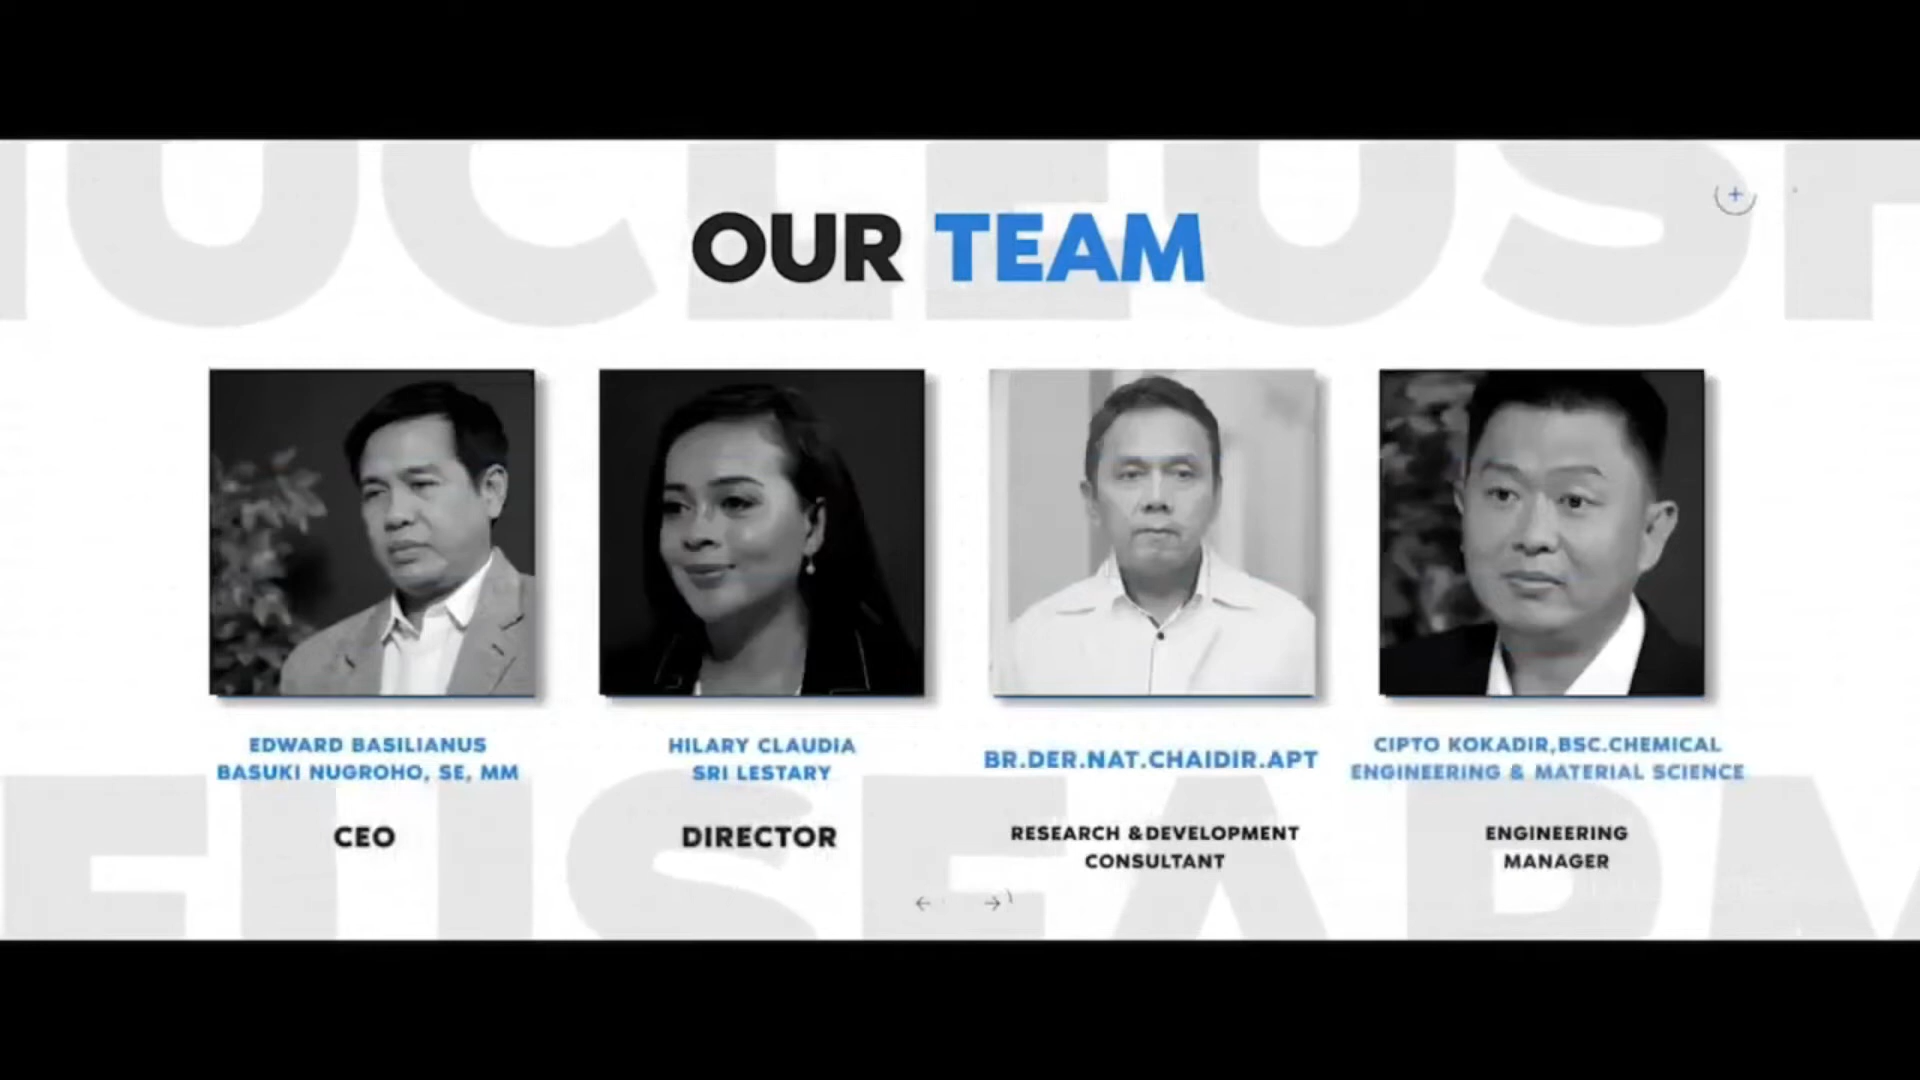 OUR TEAM
EDWARD BASILIANUS
BASUKI NUGROHO, SE, MM
CEO
HILARY CLAUDIA
SRI LESTARY
DIRECTOR
BR.DER.NAT.CHAIDIR.APT
RESEARCH & DEVELOPMENT
CONSULTANT
CIPTO KOKADIR,BSC.CHEMICAL
ENGINEERING & MATERIAL SCIENCE
ENGINEERING
MANAGER